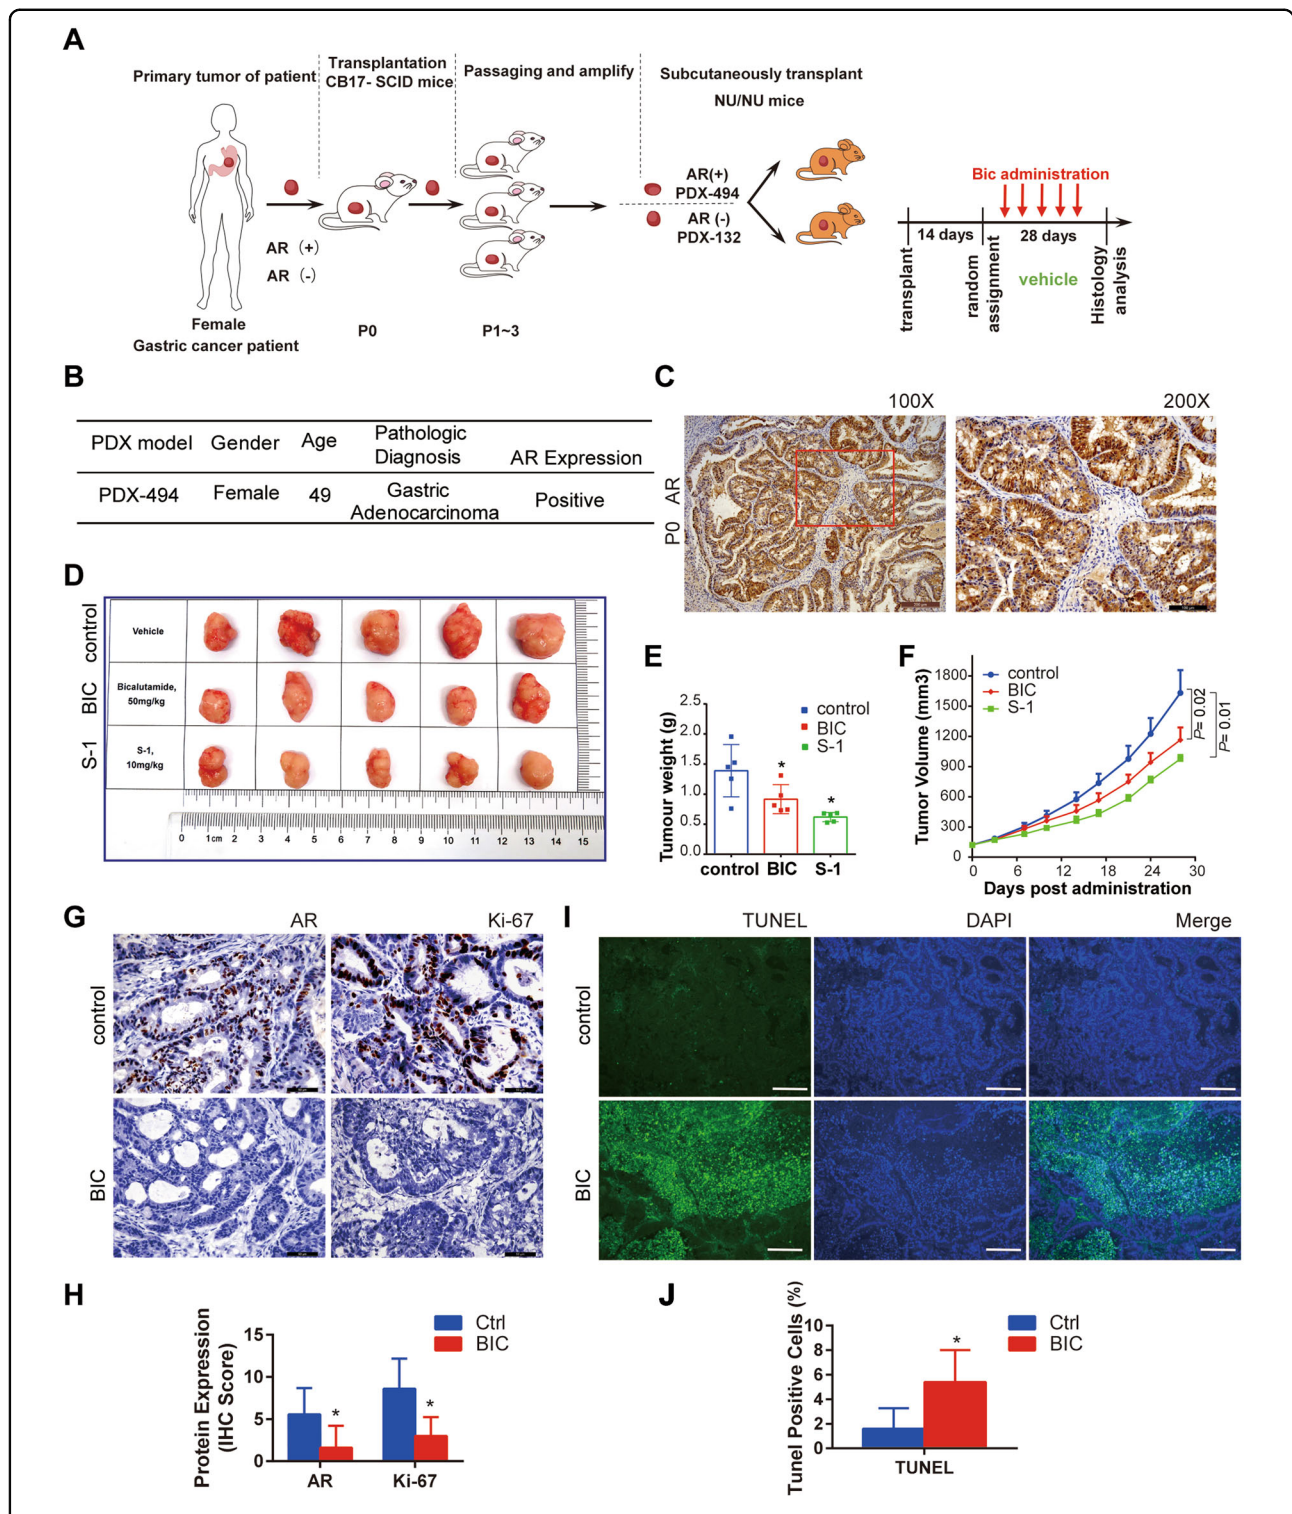 A
Primary tumor of patient
Transplantation
CB17- SCID mice
Passaging and amplify
Subcutaneously transplant
NU/NU mice
AR (+)
AR (-)
AR(+)
PDX-494
AR (-)
PDX-132
Bic administration
14 days
28 days
vehicle
transplant
random
assignment
Histology
analysis
Female
Gastric cancer patient
P0
P1~3
B
PDX model Gender Age Pathologic Diagnosis AR Expression
PDX-494 Female 49 Gastric Adenocarcinoma Positive
C
100X
200X
P0 AR
D
control
BIC
S-1
Vehicle
Bicalutamide,
50mg/kg
S-1,
10mg/kg
0 1cm 2 3 4 5 6 7 8 9 10 11 12 13 14 15
E
Tumour weight (g)
2.5
2.0
1.5
1.0
0.5
0.0
control
BIC
S-1
*
*
control BIC S-1
F
Tumor Volume (mm3)
1800
1500
1200
900
600
300
0
control
BIC
S-1
P= 0.02
P= 0.01
0 6 12 18 24 30
Days post administration
G
AR
Ki-67
control
BIC
I
TUNEL
DAPI
Merge
control
BIC
H
Protein Expression
(IHC Score)
15
10
5
0
Ctrl
BIC
*
*
AR Ki-67
J
Tunel Positive Cells (%)
10
8
6
4
2
0
Ctrl
BIC
*
TUNEL